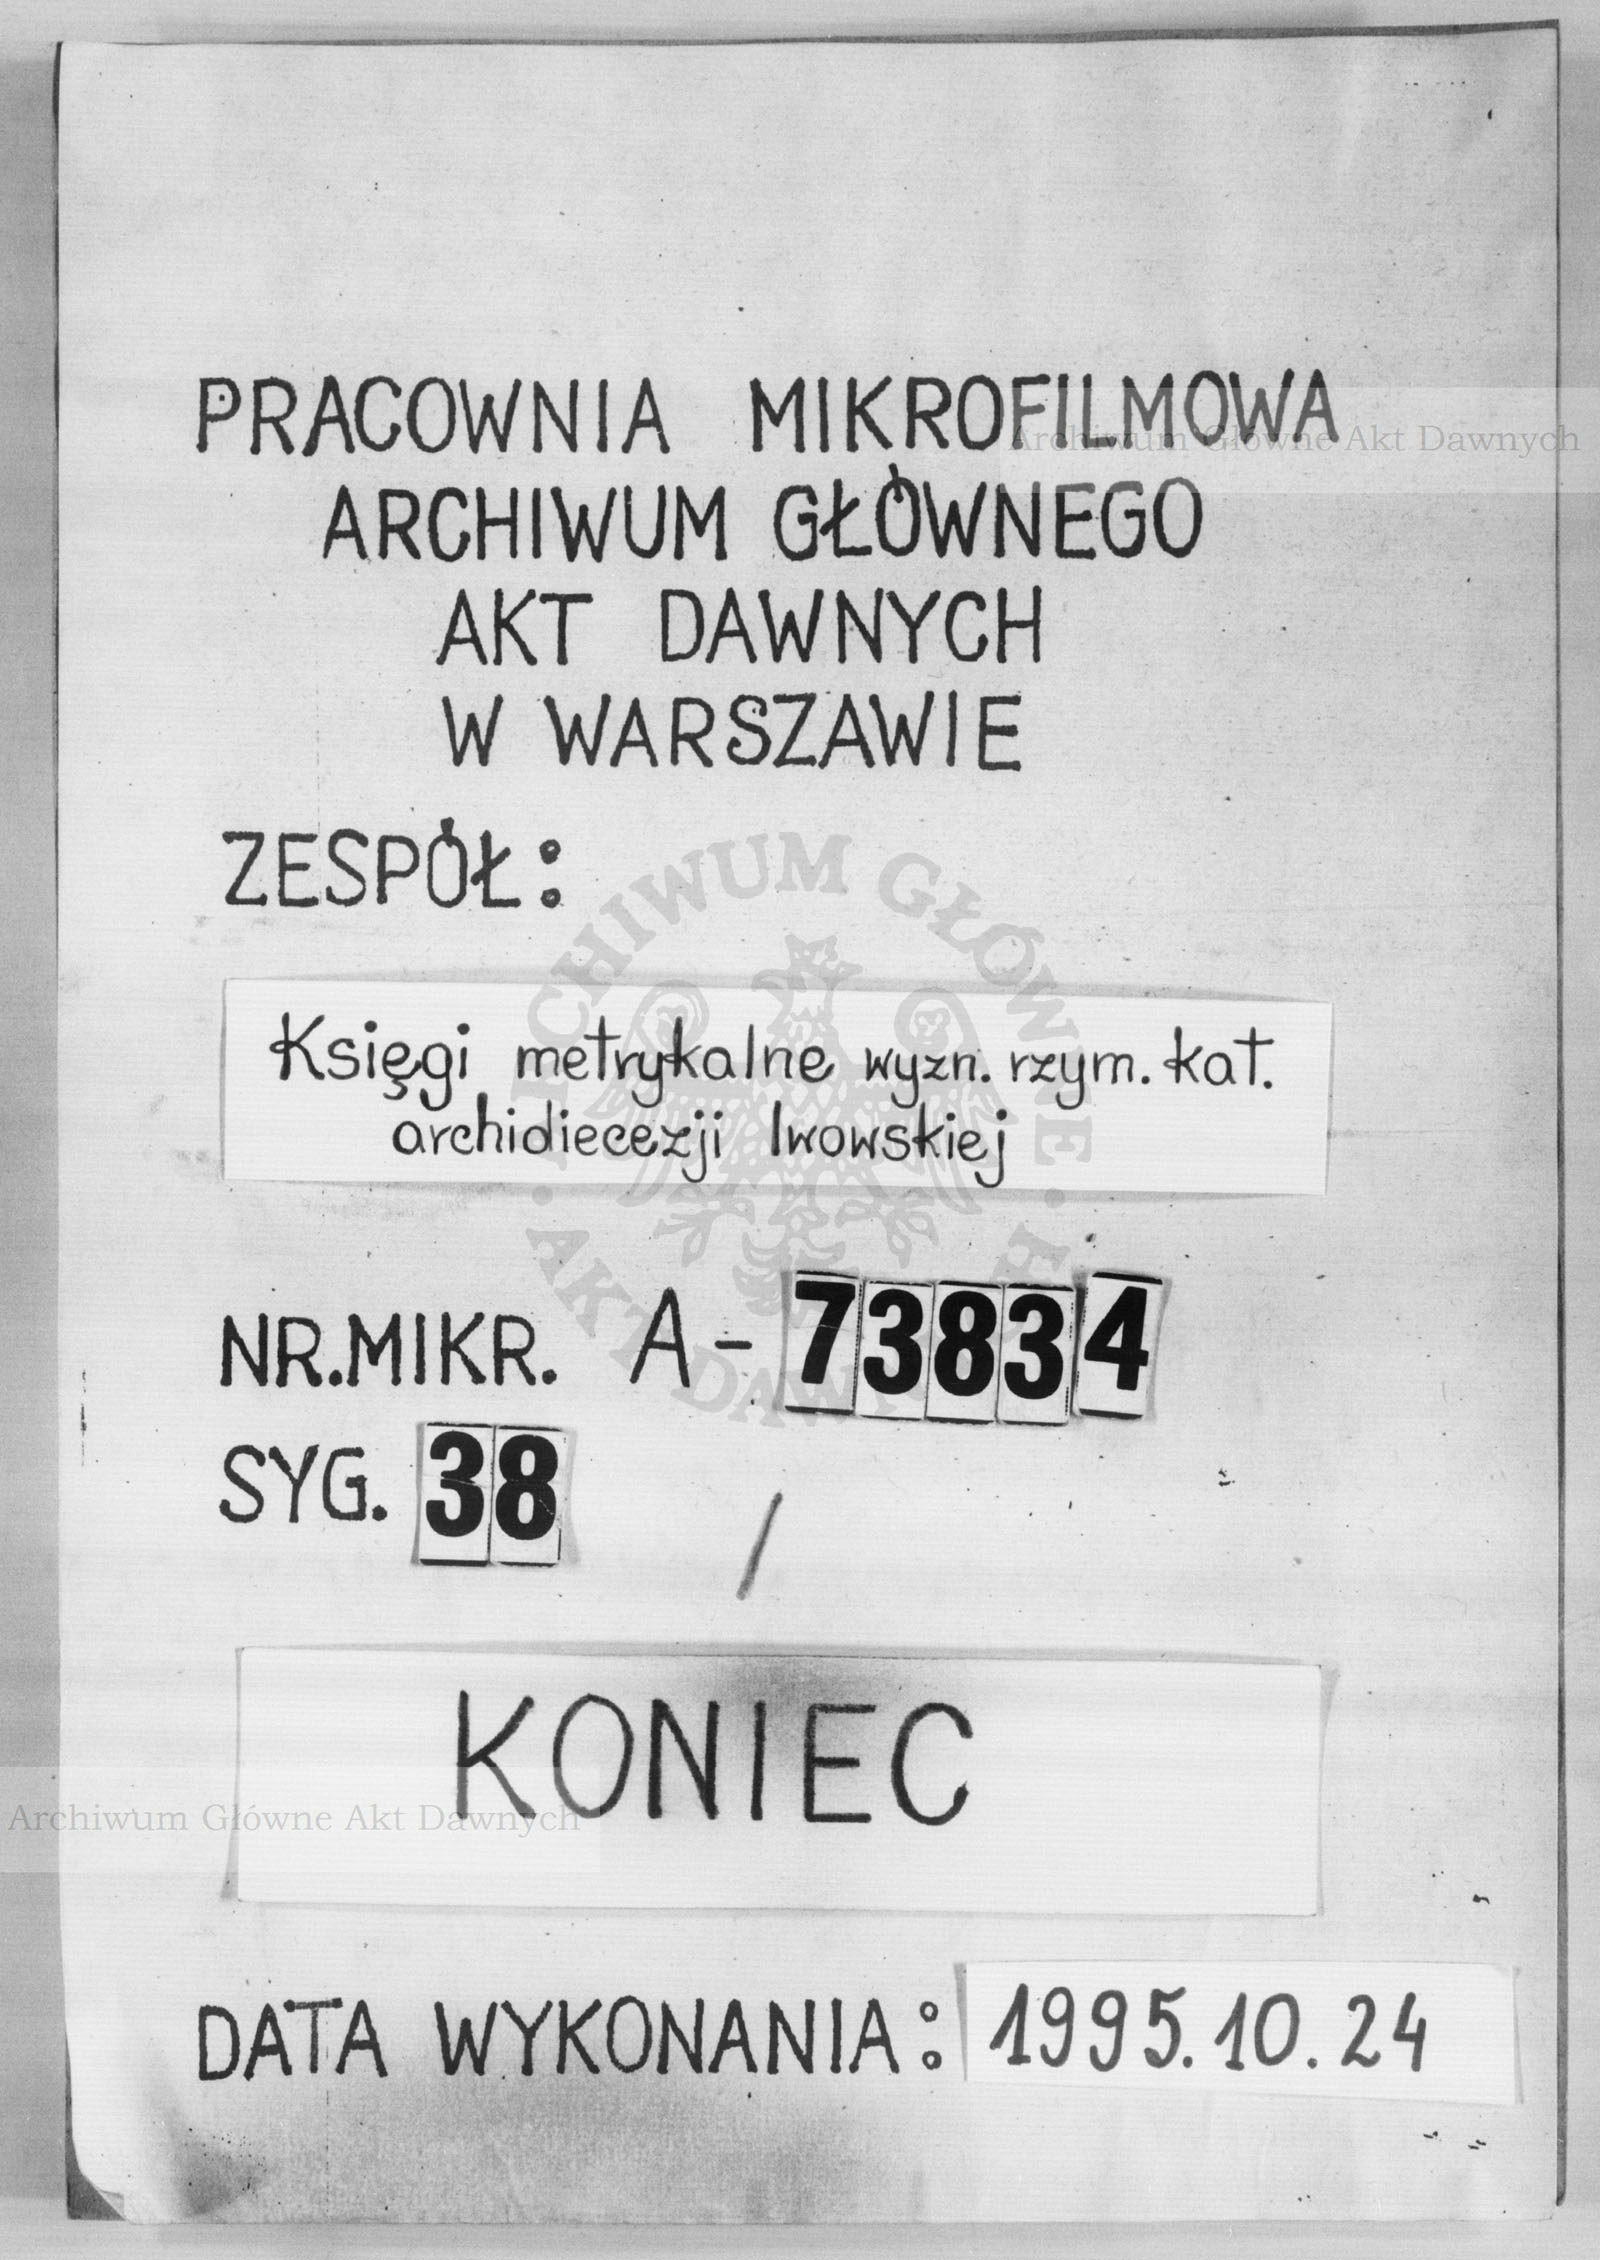 PRACOWNIA MIKROFILMOWA
Archiwum Główne Akt Dawnych
ARCHIWUM GŁÓWNEGO
AKT DAWNYCH
W WARSZAWIE
ZESPÓŁ:
Księgi metrykalne wyzn. rzym. kat.
archidiecezji lwowskiej
NR.MIKR. A-73834
SYG. 38 /
KONIEC
Archiwum Główne Akt Dawnych
DATA WYKONANIA: 1995.10.24